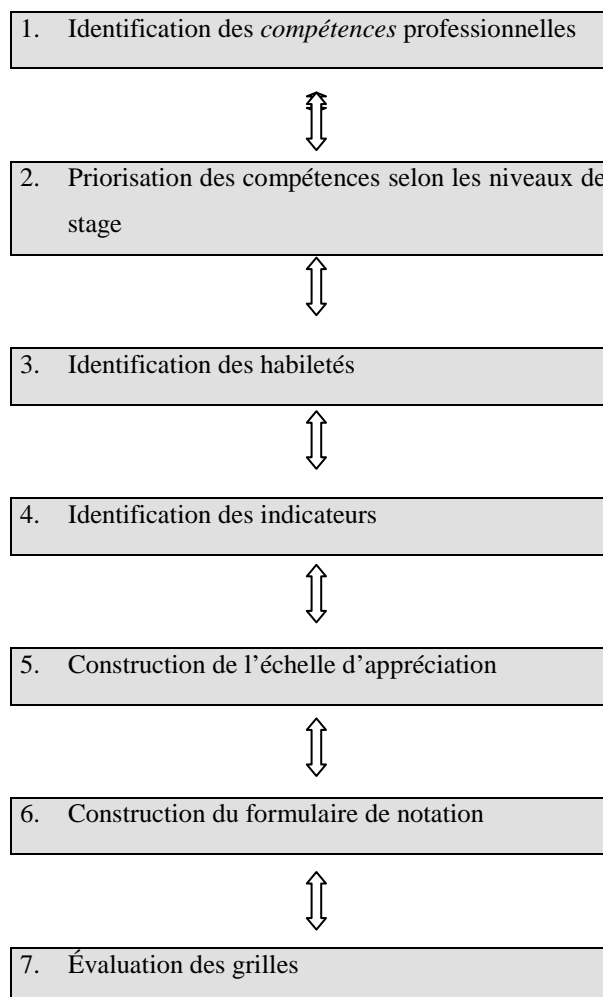 1. Identification des compétences professionnelles
2. Priorisation des compétences selon les niveaux de
stage
3. Identification des habiletés
4. Identification des indicateurs
5. Construction de l’échelle d’appréciation
6. Construction du formulaire de notation
7. Évaluation des grilles